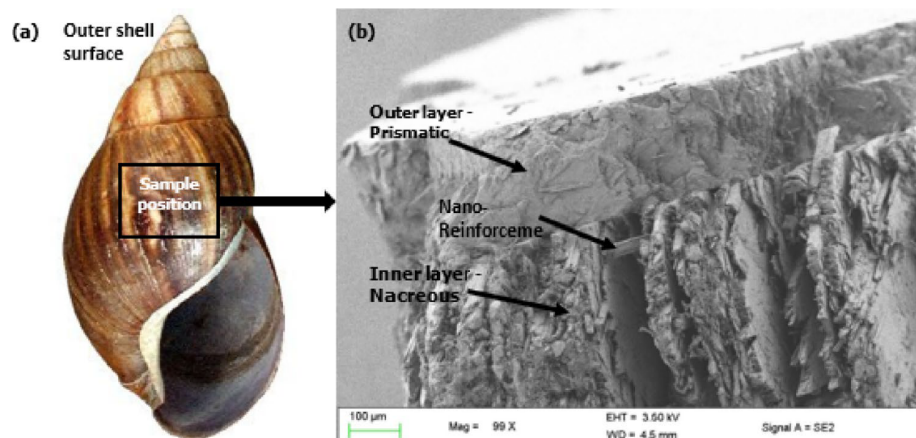 (a)
Outer shell
surface
Sample
position
(b)
Outer layer -
Prismatic
Nano-
Reinforceme
Inner layer -
Nacreous
100 µm
Mag = 99 X
EHT = 3.50 kV
WD = 4.5 mm
Signal A = SE2